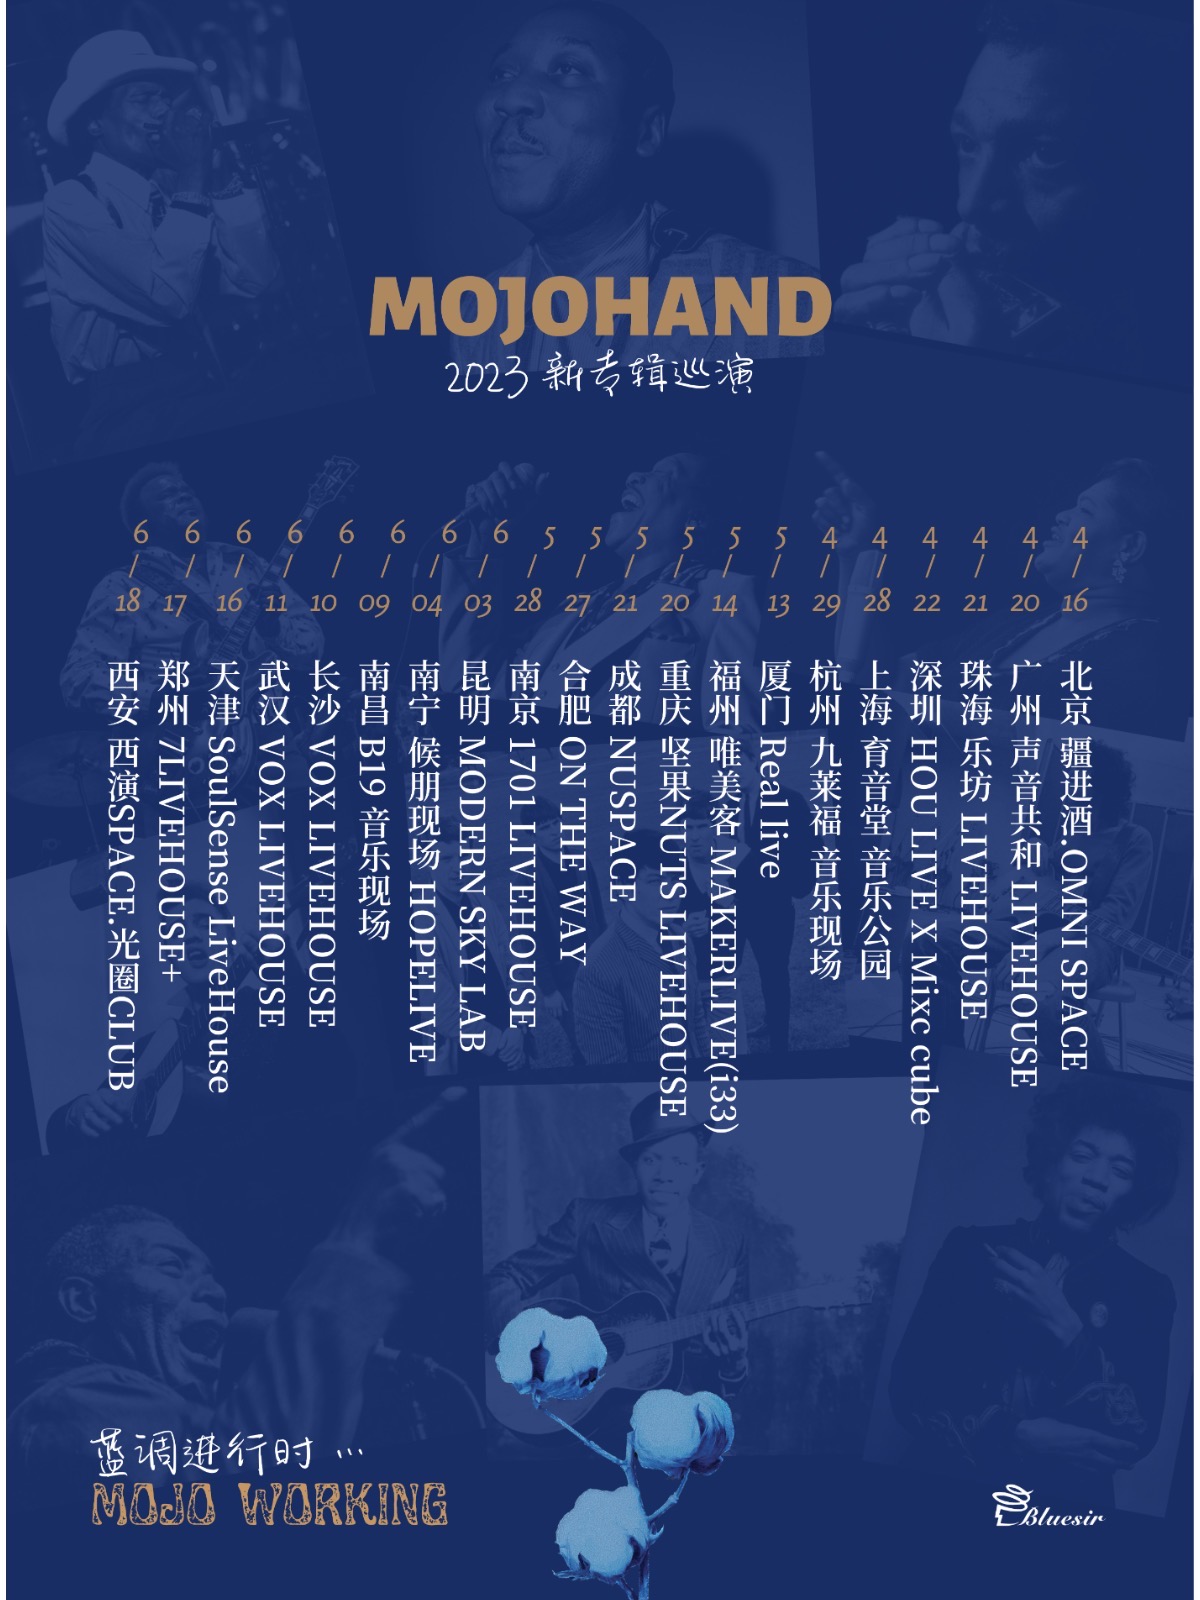 MOJOHAND
2023 新专辑巡演
4/16 北京 疆进酒.OMNI SPACE
4/20 广州 声音共和 LIVEHOUSE
4/21 珠海 乐坊 LIVEHOUSE
4/22 深圳 HOU LIVE X Mixc cube
4/28 上海 育音堂 音乐公园
4/29 杭州 九莱福 音乐现场
5/13 厦门 Real live
5/14 福州 唯美客 MAKERLIVE(i33)
5/20 重庆 坚果NUTS LIVEHOUSE
5/21 成都 NUSPACE
5/27 合肥 ON THE WAY
5/28 南京 1701 LIVEHOUSE
6/03 昆明 MODERN SKY LAB
6/04 南宁 候朋现场 HOPELIVE
6/09 南昌 B19 音乐现场
6/10 长沙 VOX LIVEHOUSE
6/11 武汉 VOX LIVEHOUSE
6/16 天津 SoulSense LiveHouse
6/17 郑州 7LIVEHOUSE+
6/18 西安 西演SPACE.光圈CLUB
蓝调进行时 ...
MOJO WORKING
Bluesir